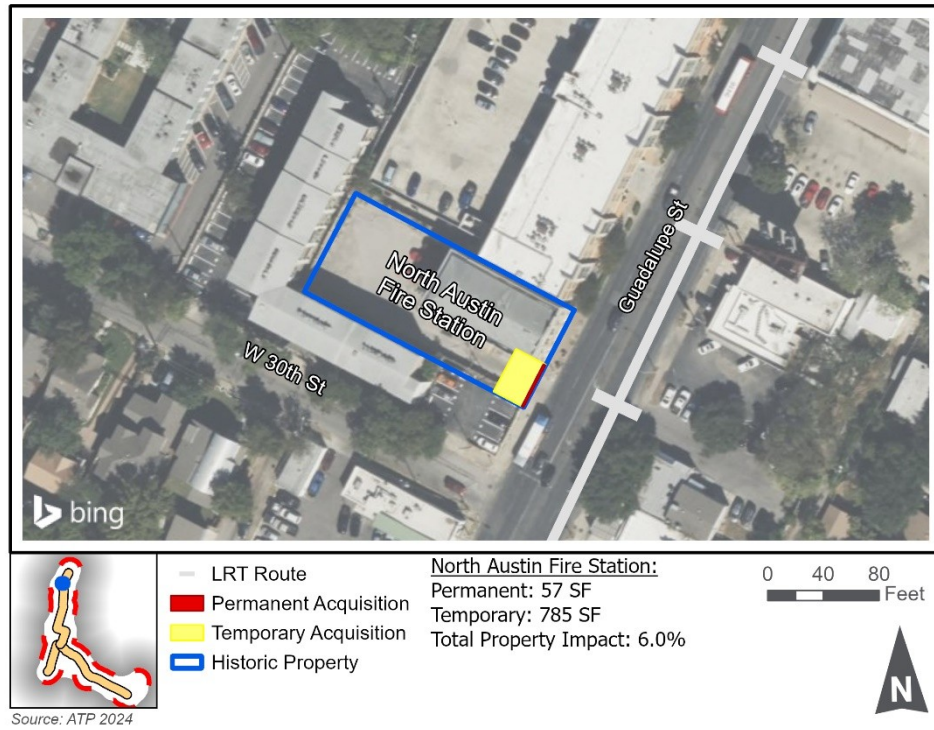 North Austin
Fire Station
Guadalupe St
W 30th St
bing
LRT Route
Permanent Acquisition
Temporary Acquisition
Historic Property
North Austin Fire Station:
Permanent: 57 SF
Temporary: 785 SF
Total Property Impact: 6.0%
0 40 80
Feet
N
Source: ATP 2024